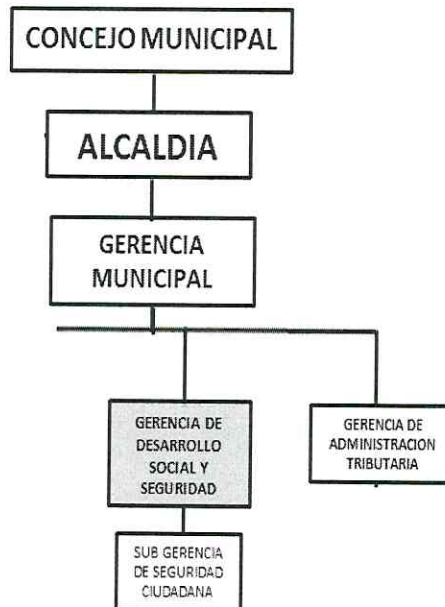 CONCEJO MUNICIPAL
ALCALDIA
GERENCIA
MUNICIPAL
GERENCIA DE
DESARROLLO
SOCIAL Y
SEGURIDAD
GERENCIA DE
ADMINISTRACION
TRIBUTARIA
SUB GERENCIA
DE SEGURIDAD
CIUDADANA